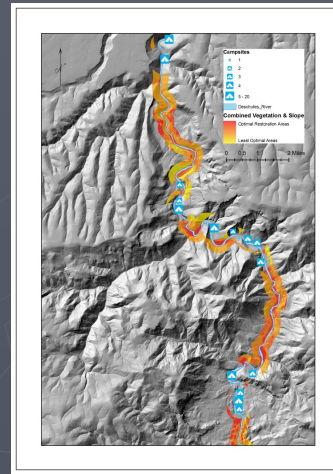 Campsites
1
2
3
4
5 - 20
Deschutes_River
Combined Vegetation & Slope
Optimal Restoration Areas
Least Optimal Areas
0 0.5 1 2 Miles